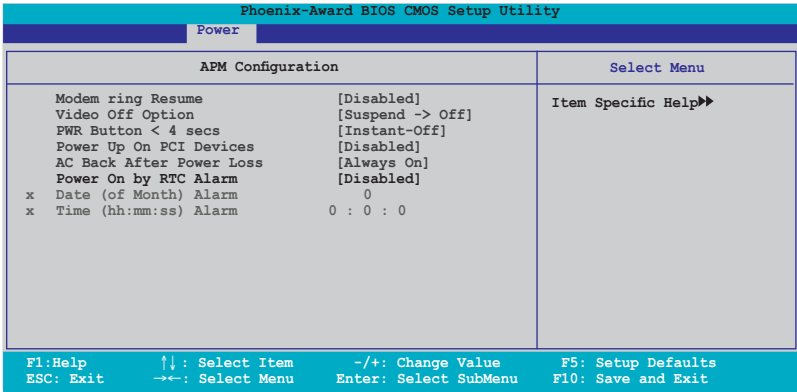 Phoenix-Award BIOS CMOS Setup Utility
Power
APM Configuration
Select Menu
Modem ring Resume [Disabled]
Item Specific Help▶▶
Video Off Option [Suspend -> Off]
PWR Button < 4 secs [Instant-Off]
Power Up On PCI Devices [Disabled]
AC Back After Power Loss [Always On]
Power On by RTC Alarm [Disabled]
x Date (of Month) Alarm 0
x Time (hh:mm:ss) Alarm 0 : 0 : 0
F1:Help ↑↓: Select Item -/+: Change Value F5: Setup Defaults
ESC: Exit →←: Select Menu Enter: Select SubMenu F10: Save and Exit